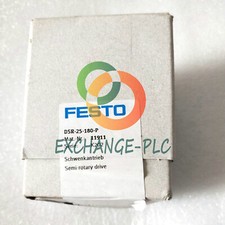 FESTO
DSR-25-180-P
11911
EXCHANGE-PLC
Schwenkantrieb
Semi-rotary drive